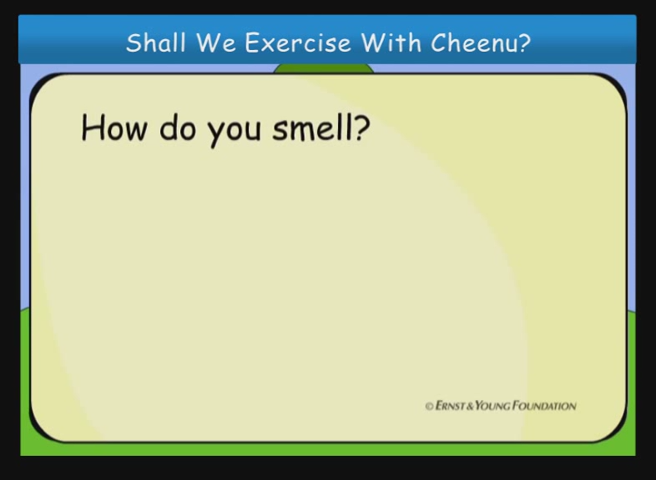 Shall We Exercise With Cheenu?
How do you smell?
© ERNST & YOUNG FOUNDATION